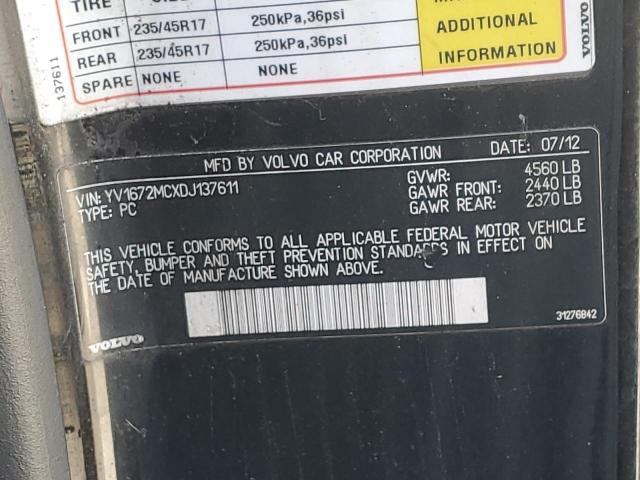 TIRE
FRONT 235/45R17 250kPa,36psi
REAR 235/45R17 250kPa,36psi
SPARE NONE NONE
ADDITIONAL
INFORMATION
VOLVO
137611
MFD BY VOLVO CAR CORPORATION DATE: 07/12
VIN: YV1672MCXDJ137611 GVWR: 4560 LB
TYPE: PC GAWR FRONT: 2440 LB
GAWR REAR: 2370 LB
THIS VEHICLE CONFORMS TO ALL APPLICABLE FEDERAL MOTOR VEHICLE
SAFETY, BUMPER AND THEFT PREVENTION STANDARDS IN EFFECT ON
THE DATE OF MANUFACTURE SHOWN ABOVE.
31276842
VOLVO